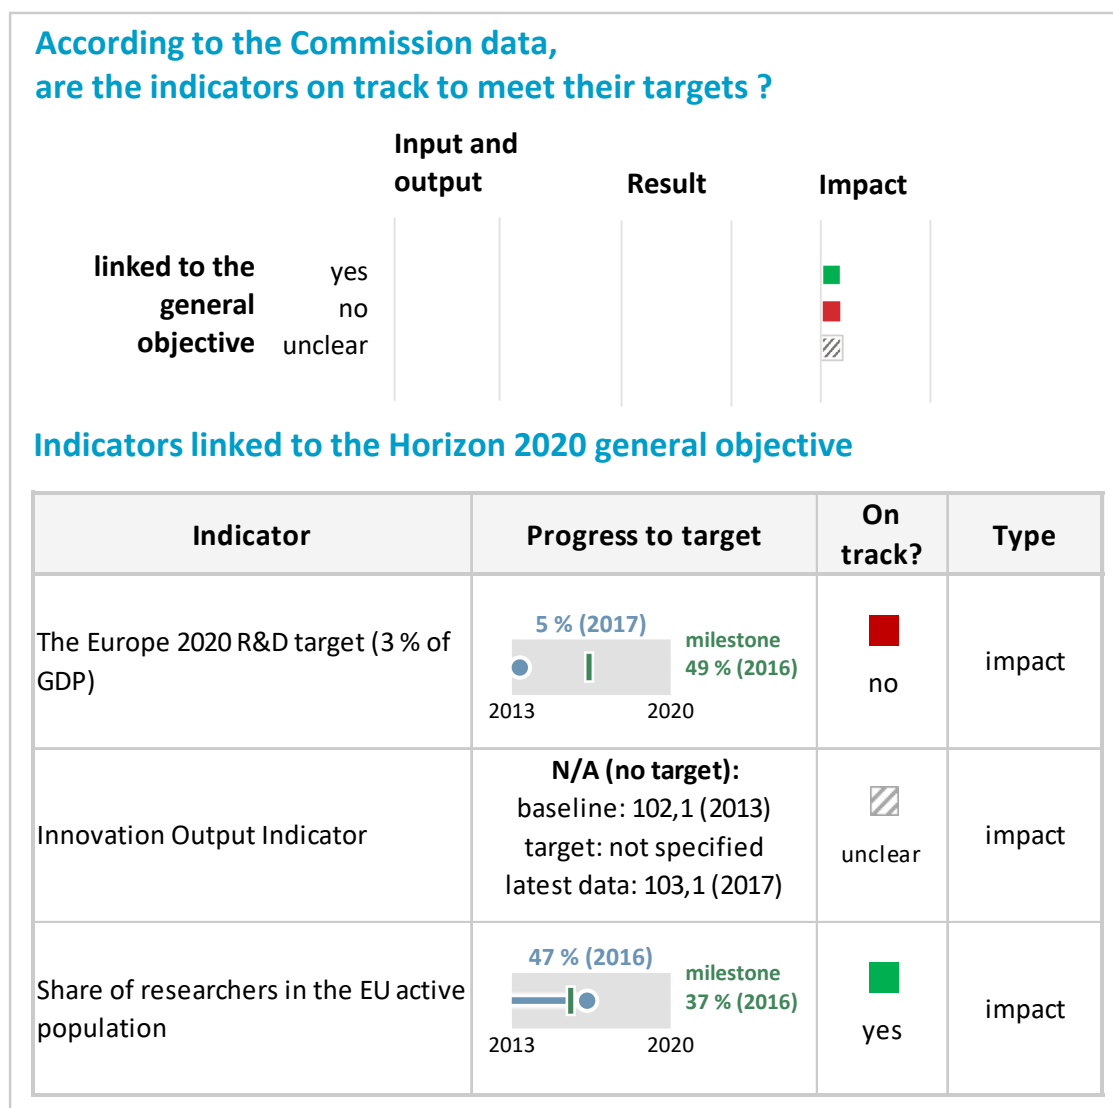 According to the Commission data,
are the indicators on track to meet their targets ?
Input and
output
Result
Impact
linked to the
general
objective
yes
no
unclear
Indicators linked to the Horizon 2020 general objective
Indicator
Progress to target
On
track?
Type
The Europe 2020 R&D target (3 % of
GDP)
5 % (2017)
milestone
49 % (2016)
2013
2020
no
impact
Innovation Output Indicator
N/A (no target):
baseline: 102,1 (2013)
target: not specified
latest data: 103,1 (2017)
unclear
impact
Share of researchers in the EU active
population
47 % (2016)
milestone
37 % (2016)
2013
2020
yes
impact